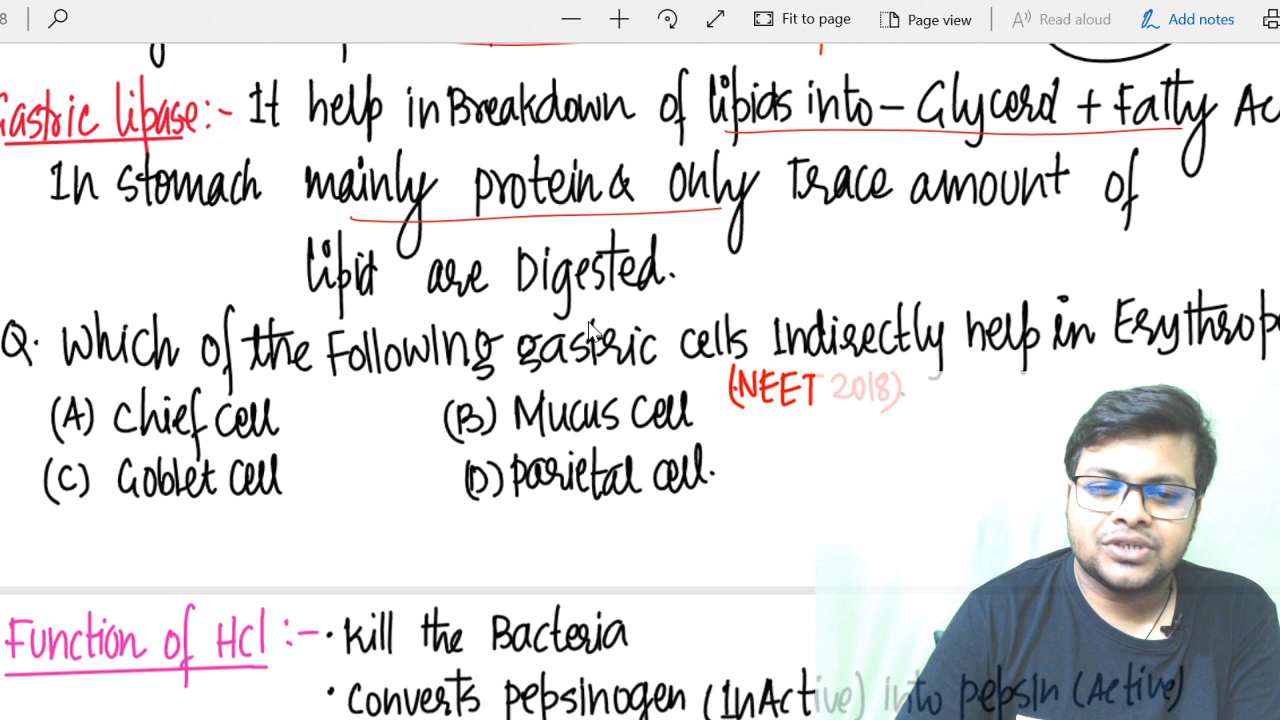 8 Fit to page Page view Read aloud Add notes
Gastric lipase:- It help in Breakdown of lipids into – Glycerol + Fatty Ac
In stomach mainly protein & only trace amount of
lipid are Digested.
Q. Which of the Following gastric cells Indirectly help in Erythrop
(NEET 2018).
(A) Chief cell (B) Mucus Cell
(C) Goblet Cell (D) Parietal cell.
Function of HCl :- • Kill the Bacteria
• Converts pepsinogen (InActive) into pepsin (Active)